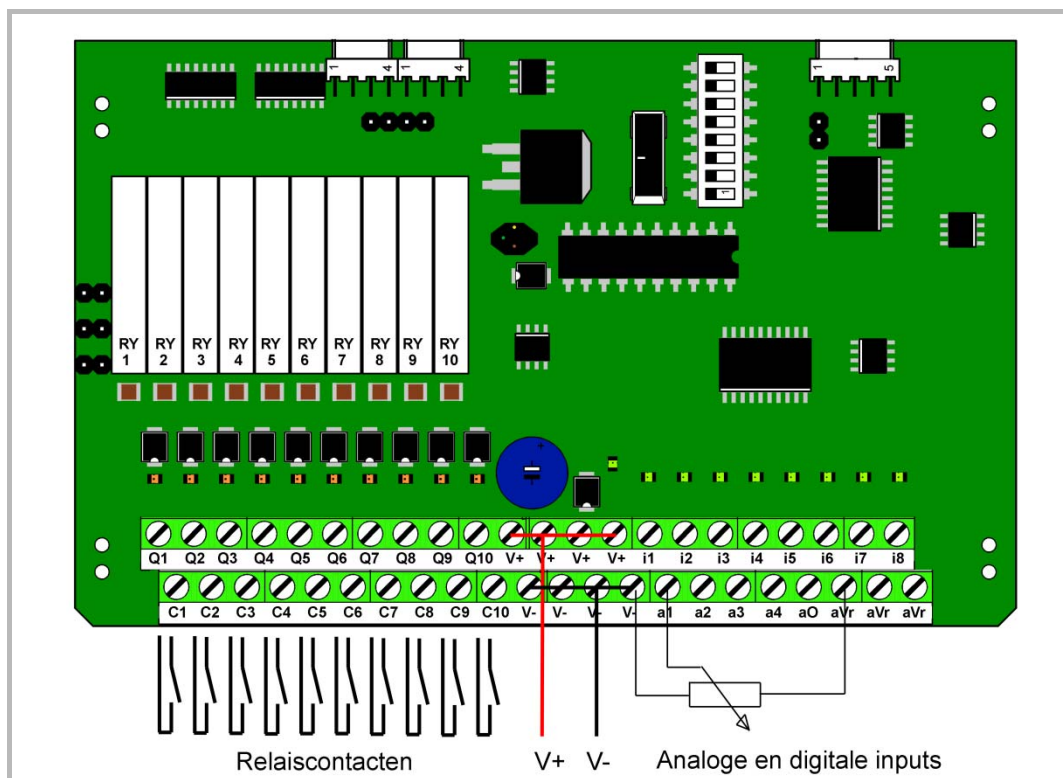 1 4 1 4
1 5
1
RY 1 RY 2 RY 3 RY 4 RY 5 RY 6 RY 7 RY 8 RY 9 RY 10
+
Q1 Q2 Q3 Q4 Q5 Q6 Q7 Q8 Q9 Q10 V+ V+ V+ V+ i1 i2 i3 i4 i5 i6 i7 i8
C1 C2 C3 C4 C5 C6 C7 C8 C9 C10 V- V- V- V- a1 a2 a3 a4 aO aVr aVr aVr
Relaiscontacten V+ V- Analoge en digitale inputs